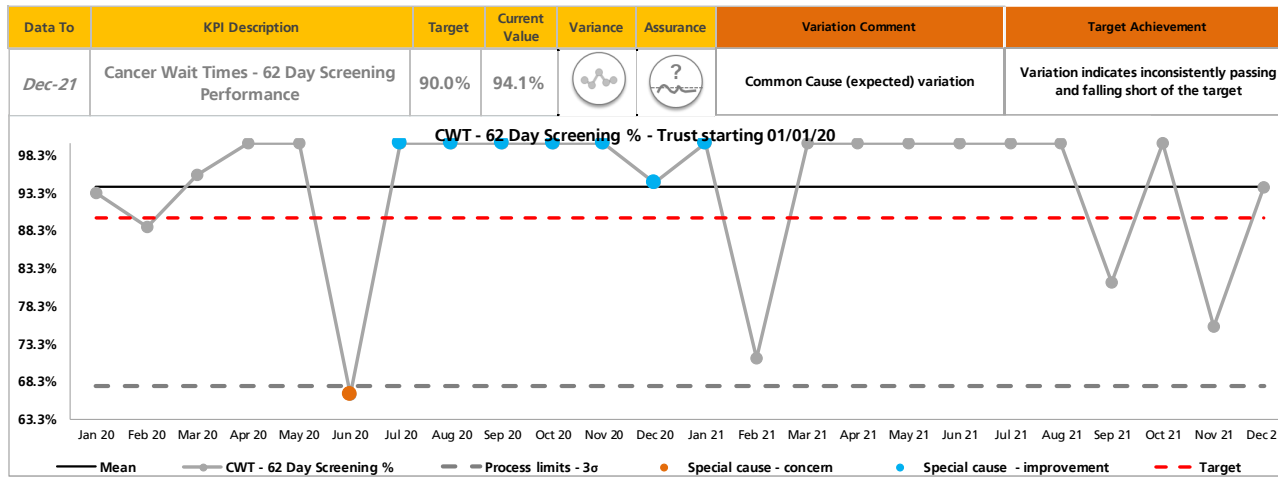 Data To KPI Description Target Current Value Variance Assurance Variation Comment Target Achievement
Dec-21 Cancer Wait Times - 62 Day Screening Performance 90.0% 94.1% ? Common Cause (expected) variation Variation indicates inconsistently passing and falling short of the target
CWT - 62 Day Screening % - Trust starting 01/01/20
98.3%
93.3%
88.3%
83.3%
78.3%
73.3%
68.3%
63.3%
Jan 20 Feb 20 Mar 20 Apr 20 May 20 Jun 20 Jul 20 Aug 20 Sep 20 Oct 20 Nov 20 Dec 20 Jan 21 Feb 21 Mar 21 Apr 21 May 21 Jun 21 Jul 21 Aug 21 Sep 21 Oct 21 Nov 21 Dec 2
Mean CWT - 62 Day Screening % Process limits - 3σ Special cause - concern Special cause - improvement Target